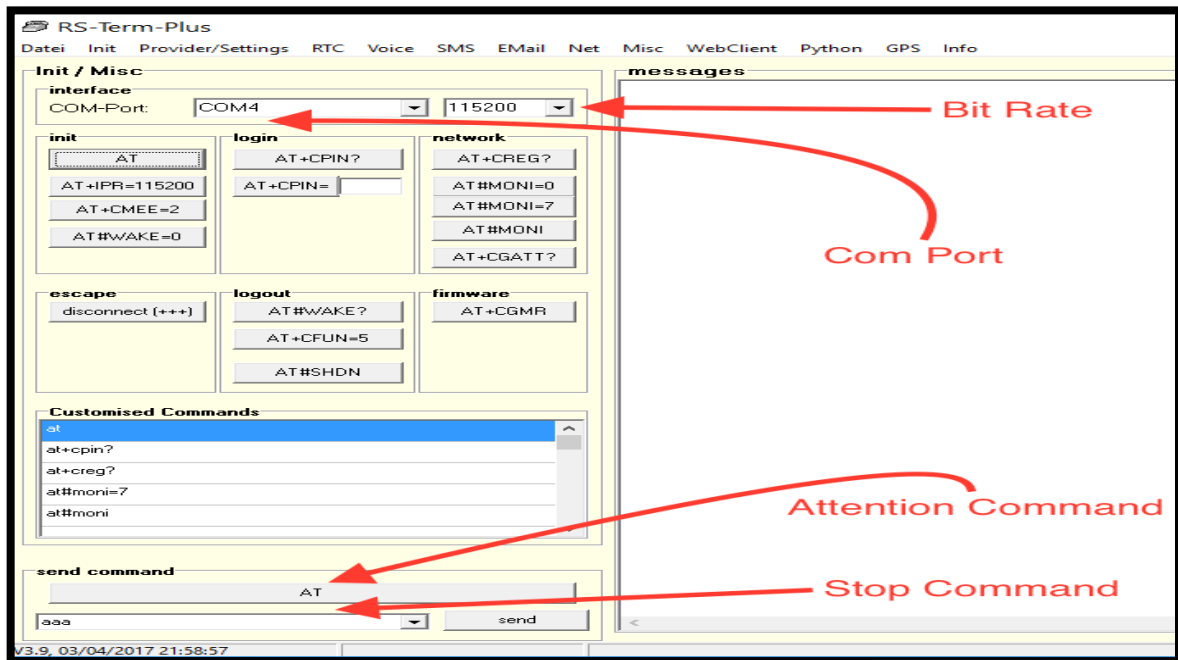 RS-Term-Plus
Datei Init Provider/Settings RTC Voice SMS EMail Net Misc WebClient Python GPS Info
Init / Misc
interface
COM-Port: COM4 115200
init
AT
AT+IPR=115200
AT+CMEE=2
AT#WAKE=0
login
AT+CPIN?
AT+CPIN=
network
AT+CREG?
AT#MONI=0
AT#MONI=7
AT#MONI
AT+CGATT?
escape
disconnect (+++)
logout
AT#WAKE?
AT+CFUN=5
AT#SHDN
firmware
AT+CGMR
Customised Commands
at
at+cpin?
at+creg?
at#moni=7
at#moni
send command
AT
aaa send
V3.9, 03/04/2017 21:58:57
messages
Bit Rate
Com Port
Attention Command
Stop Command